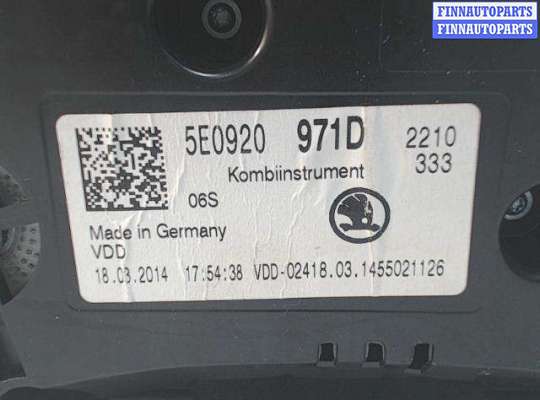 FINNAUTOPARTS
FINNAUTOPARTS
5E0920 971D 2210
Kombiinstrument 333
06S
Made in Germany
VDD
18.03.2014 17:54:38 VDD-02418.03.1455021126